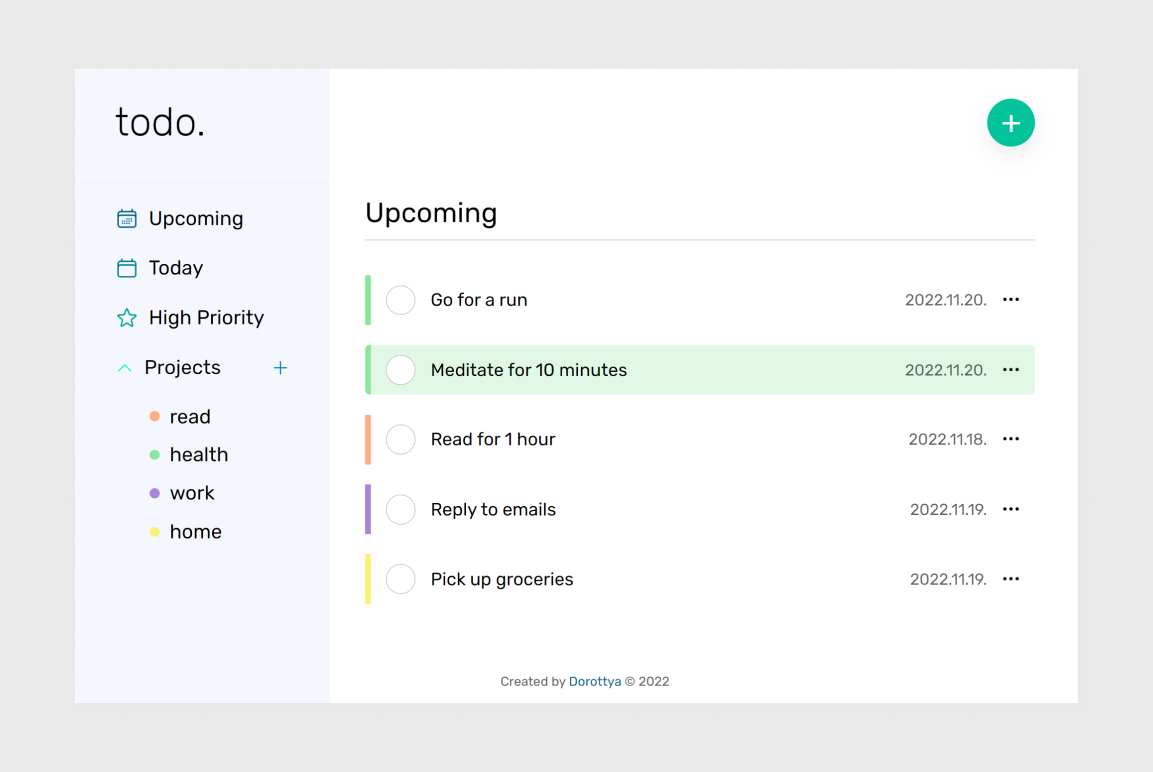 todo.
Upcoming
Today
High Priority
Projects
read
health
work
home
Upcoming
Go for a run 2022.11.20.
Meditate for 10 minutes 2022.11.20.
Read for 1 hour 2022.11.18.
Reply to emails 2022.11.19.
Pick up groceries 2022.11.19.
Created by Dorottya © 2022